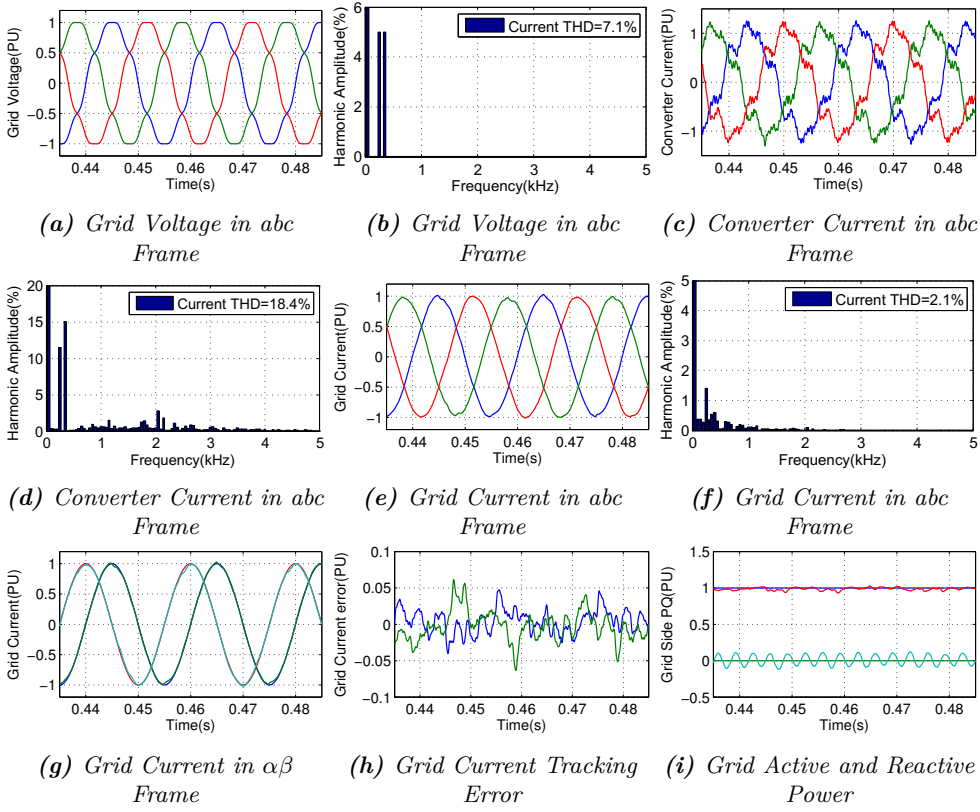 Grid Voltage (PU)
1
0.5
0
−0.5
−1
0.44 0.45 0.46 0.47 0.48
Time(s)
(a) Grid Voltage in abc
Frame
Harmonic Amplitude(%)
6
4
2
0
Current THD=7.1%
0 1 2 3 4 5
Frequency(kHz)
(b) Grid Voltage in abc
Frame
Converter Current(PU)
1
0
−1
0.44 0.45 0.46 0.47 0.48
Time(s)
(c) Converter Current in abc
Frame
Harmonic Amplitude(%)
20
15
10
5
0
Current THD=18.4%
0 1 2 3 4 5
Frequency(kHz)
(d) Converter Current in abc
Frame
Grid Current(PU)
1
0.5
0
−0.5
−1
0.44 0.45 0.46 0.47 0.48
Time(s)
(e) Grid Current in abc
Frame
Harmonic Amplitude(%)
5
4
3
2
1
0
Current THD=2.1%
0 1 2 3 4 5
Frequency(kHz)
(f) Grid Current in abc
Frame
Grid Current(PU)
1
0.5
0
−0.5
−1
0.44 0.45 0.46 0.47 0.48
Time(s)
(g) Grid Current in αβ
Frame
Grid Current error(PU)
0.1
0.05
0
−0.05
−0.1
0.44 0.45 0.46 0.47 0.48
Time(s)
(h) Grid Current Tracking
Error
Grid Side PQ(PU)
1.5
1
0.5
0
−0.5
0.44 0.45 0.46 0.47 0.48
Time(s)
(i) Grid Active and Reactive
Power